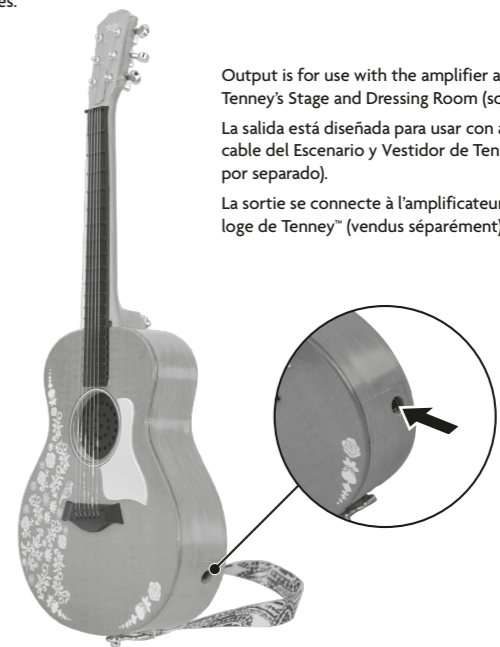 es.
Output is for use with the amplifier a
Tenney's Stage and Dressing Room (so
La salida está diseñada para usar con
cable del Escenario y Vestidor de Ten
por separado).
La sortie se connecte à l'amplificateur
loge de Tenney™ (vendus séparément)